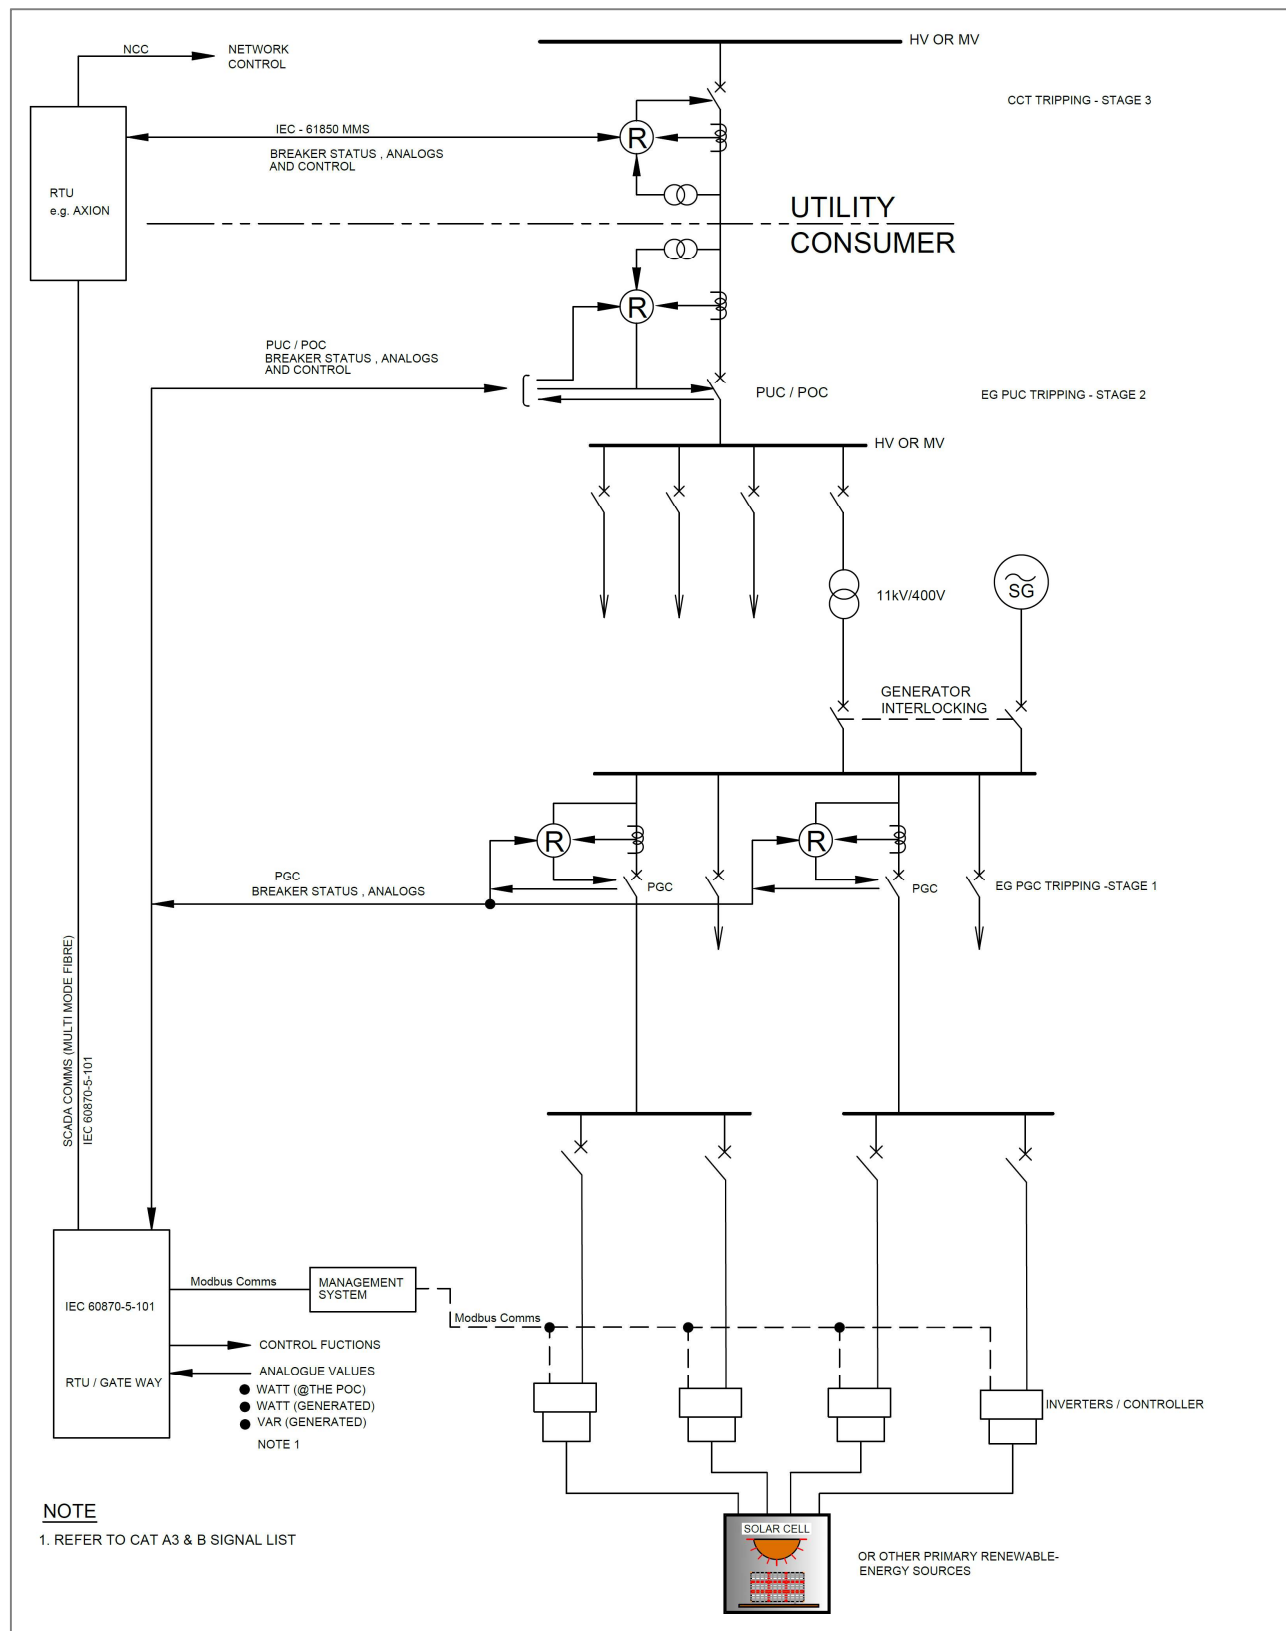 NCC
NETWORK
CONTROL
HV OR MV
CCT TRIPPING - STAGE 3
IEC - 61850 MMS
R
BREAKER STATUS , ANALOGS
AND CONTROL
RTU
e.g. AXION
UTILITY
CONSUMER
R
PUC / POC
BREAKER STATUS , ANALOGS
AND CONTROL
PUC / POC
EG PUC TRIPPING - STAGE 2
HV OR MV
11kV/400V
SG
GENERATOR
INTERLOCKING
R
R
PGC
BREAKER STATUS , ANALOGS
PGC
PGC
EG PGC TRIPPING -STAGE 1
SCADA COMMS (MULTI MODE FIBRE)
IEC 60870-5-101
Modbus Comms
MANAGEMENT
SYSTEM
IEC 60870-5-101
Modbus Comms
CONTROL FUCTIONS
ANALOGUE VALUES
RTU / GATE WAY
WATT (@THE POC)
WATT (GENERATED)
VAR (GENERATED)
NOTE 1
INVERTERS / CONTROLLER
NOTE
1. REFER TO CAT A3 & B SIGNAL LIST
SOLAR CELL
OR OTHER PRIMARY RENEWABLE-
ENERGY SOURCES